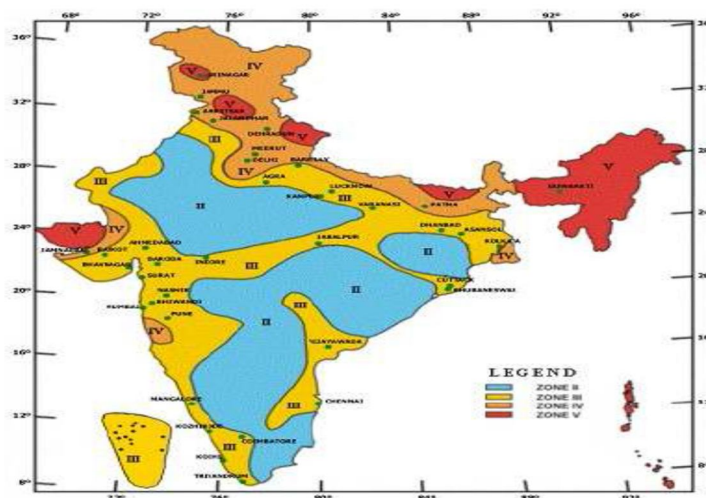 68° 72° 76° 80° 84° 88° 92° 96°
36°
IV
V
SRINAGAR
JAMMU
32°
V
AMRITSAR
JALANDHAR
DEHRADUN
V
III
MEERUT
DELHI
28°
IV
BAREILLY
V
III
AGRA
LUCKNOW
V
KANPUR
III
II
VARANASI
PATNA
24°
V
IV
DHANBAD
ASANSOL
AHMEDABAD
JABALPUR
KOLKATA
JAMNAGAR
RAJKOT
II
IV
BARODA
INDORE
III
BHAVNAGAR
SURAT
CUTTACK
BHUBANESWAR
20°
NASHIK
II
BHIWANDI
III
MUMBAI
II
PUNE
IV
VIJAYAWADA
16°
LEGEND
ZONE II
ZONE III
ZONE IV
ZONE V
MANGALORE
CHENNAI
III
12°
KOZHIKODE
III
COIMBATORE
III
KOCHI
8°
TRIVANDRUM